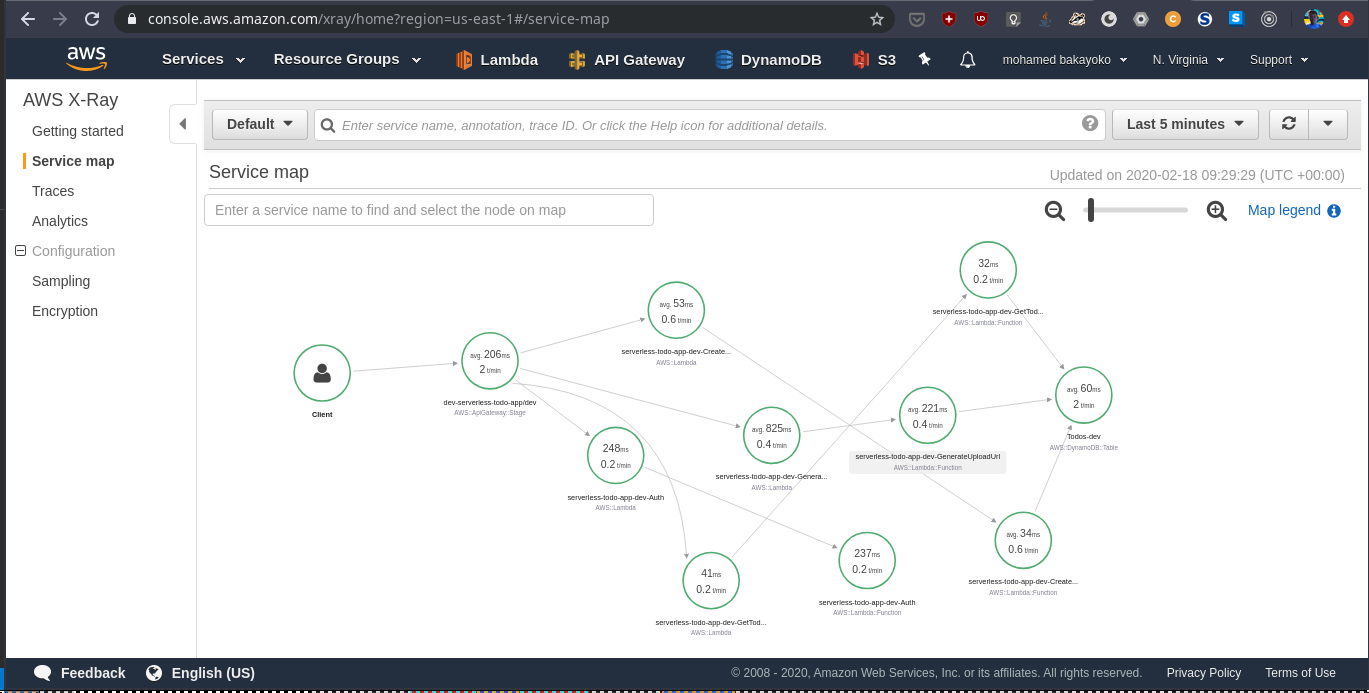 console.aws.amazon.com/xray/home?region=us-east-1#/service-map
aws Services Resource Groups Lambda API Gateway DynamoDB S3 mohamed bakayoko N. Virginia Support
AWS X-Ray
Getting started
Service map
Traces
Analytics
Configuration
Sampling
Encryption
Default Enter service name, annotation, trace ID. Or click the Help icon for additional details. ? Last 5 minutes
Service map
Updated on 2020-02-18 09:29:29 (UTC +00:00)
Enter a service name to find and select the node on map
Map legend
Client
avg. 206ms
2 t/min
dev-serverless-todo-app/dev
AWS::ApiGateway::Stage
avg. 53ms
0.6 t/min
serverless-todo-app-dev-Create...
AWS::Lambda
248ms
0.2 t/min
serverless-todo-app-dev-Auth
AWS::Lambda
avg. 825ms
0.4 t/min
serverless-todo-app-dev-Genera...
AWS::Lambda
41ms
0.2 t/min
serverless-todo-app-dev-GetTod...
AWS::Lambda
32ms
0.2 t/min
serverless-todo-app-dev-GetTod...
AWS::Lambda::Function
avg. 221ms
0.4 t/min
serverless-todo-app-dev-GenerateUploadUrl
AWS::Lambda::Function
237ms
0.2 t/min
serverless-todo-app-dev-Auth
AWS::Lambda::Function
avg. 34ms
0.6 t/min
serverless-todo-app-dev-Create...
AWS::Lambda::Function
avg. 60ms
2 t/min
Todos-dev
AWS::DynamoDB::Table
Feedback English (US) © 2008 - 2020, Amazon Web Services, Inc. or its affiliates. All rights reserved. Privacy Policy Terms of Use